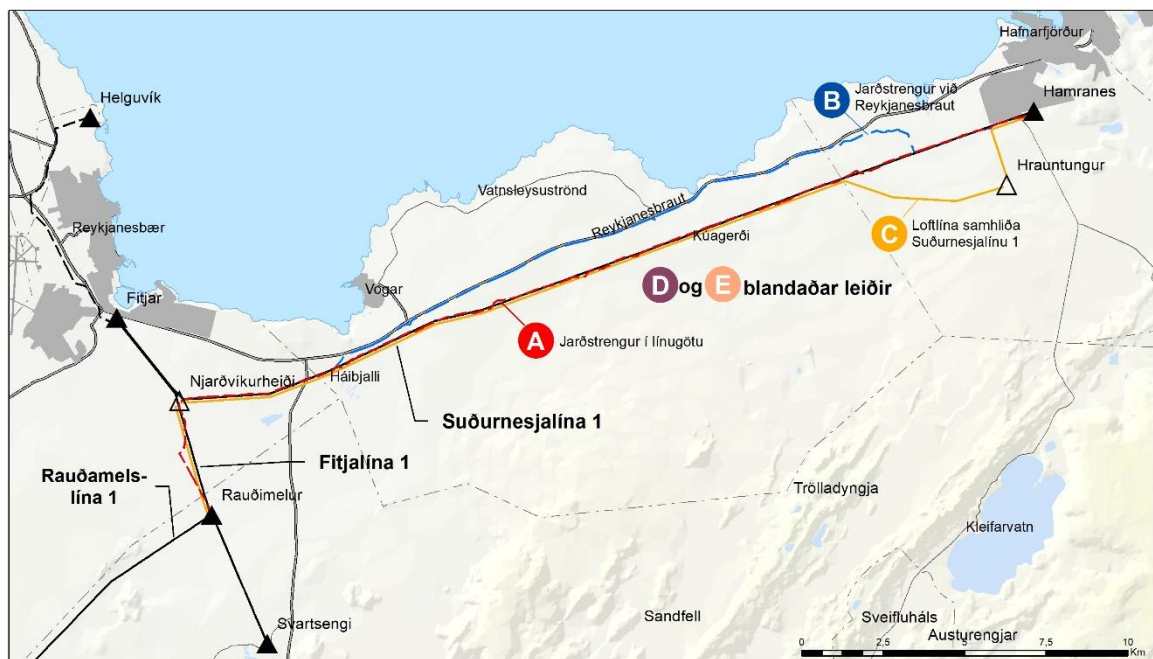 Hafnarfjörður
Helguvík
B
Jarðstrengur við
Reykjanesbraut
Hamranes
Hrauntungur
Vatnsleysuströnd
Reykjanesbraut
Reykjanesbær
Kúagerði
C
Loftlína samhliða
Suðurnesjalínu 1
Vogar
D og E blandaðar leiðir
Fitjar
A
Jarðstrengur í línugötu
Njarðvíkurheiði
Háibjalli
Suðurnesjalína 1
Fitjalína 1
Rauðamels-
lína 1
Rauðimelur
Trölladyngja
Kleifarvatn
Svartsengi
Sandfell
Sveifluháls
Austurengjar
0 2,5 5 7,5 10
Km